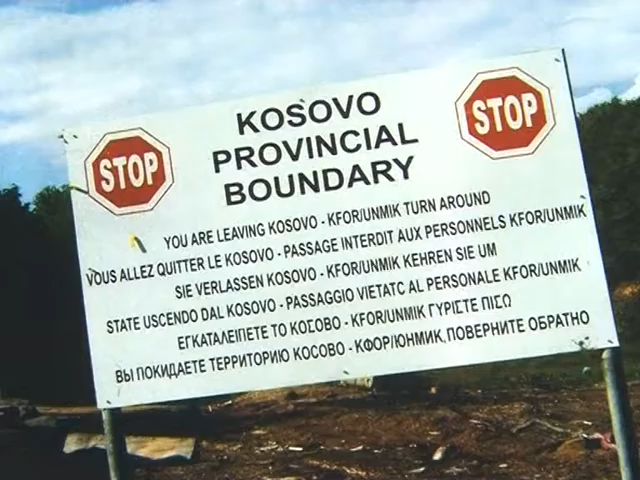 KOSOVO
PROVINCIAL
BOUNDARY
STOP
STOP
YOU ARE LEAVING KOSOVO - KFOR/UNMIK TURN AROUND
VOUS ALLEZ QUITTER LE KOSOVO - PASSAGE INTERDIT AUX PERSONNELS KFOR/UNMIK
SIE VERLASSEN KOSOVO - KFOR/UNMIK KEHREN SIE UM
STATE USCENDO DAL KOSOVO - PASSAGGIO VIETATC AL PERSONALE KFOR/UNMIK
ΕΓΚΑΤΑΛΕΙΠΕΤΕ ΤΟ ΚΟΣΟΒΟ - KFOR/UNMIK ΓΥΡΙΣΤΕ ΠΙΣΩ
ВЫ ПОКИДАЕТЕ ТЕРРИТОРИЮ КОСОВО - КФОР/ЮНМИК, ПОВЕРНИТЕ ОБРАТНО